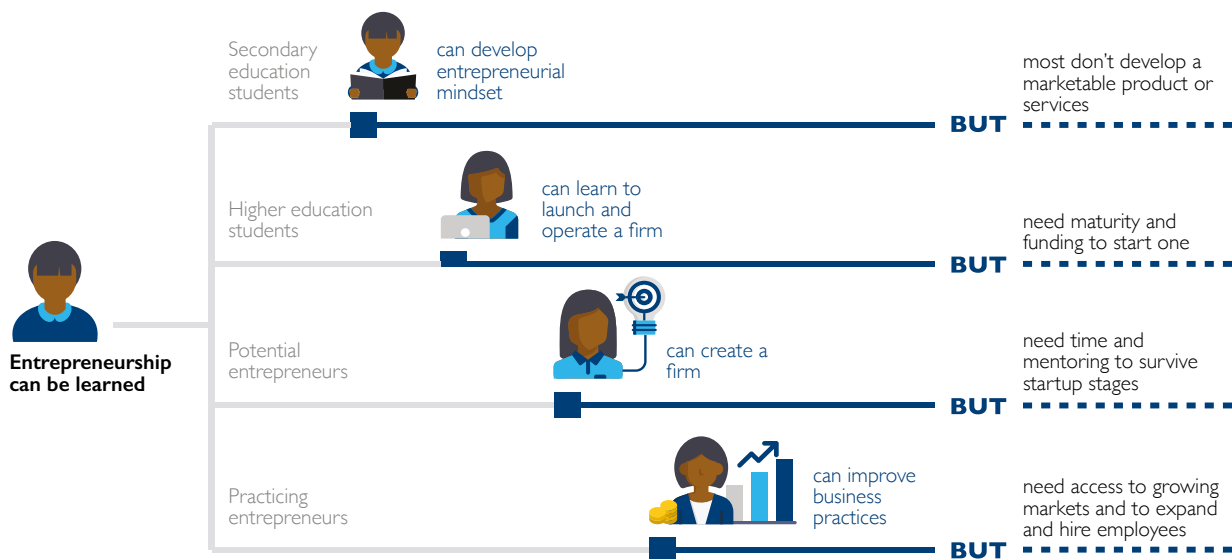 Secondary
education
students
can develop
entrepreneurial
mindset
BUT
most don’t develop a
marketable product or
services
Higher education
students
can learn to
launch and
operate a firm
BUT
need maturity and
funding to start one
Entrepreneurship
can be learned
Potential
entrepreneurs
can create a
firm
BUT
need time and
mentoring to survive
startup stages
Practicing
entrepreneurs
can improve
business
practices
BUT
need access to growing
markets and to expand
and hire employees